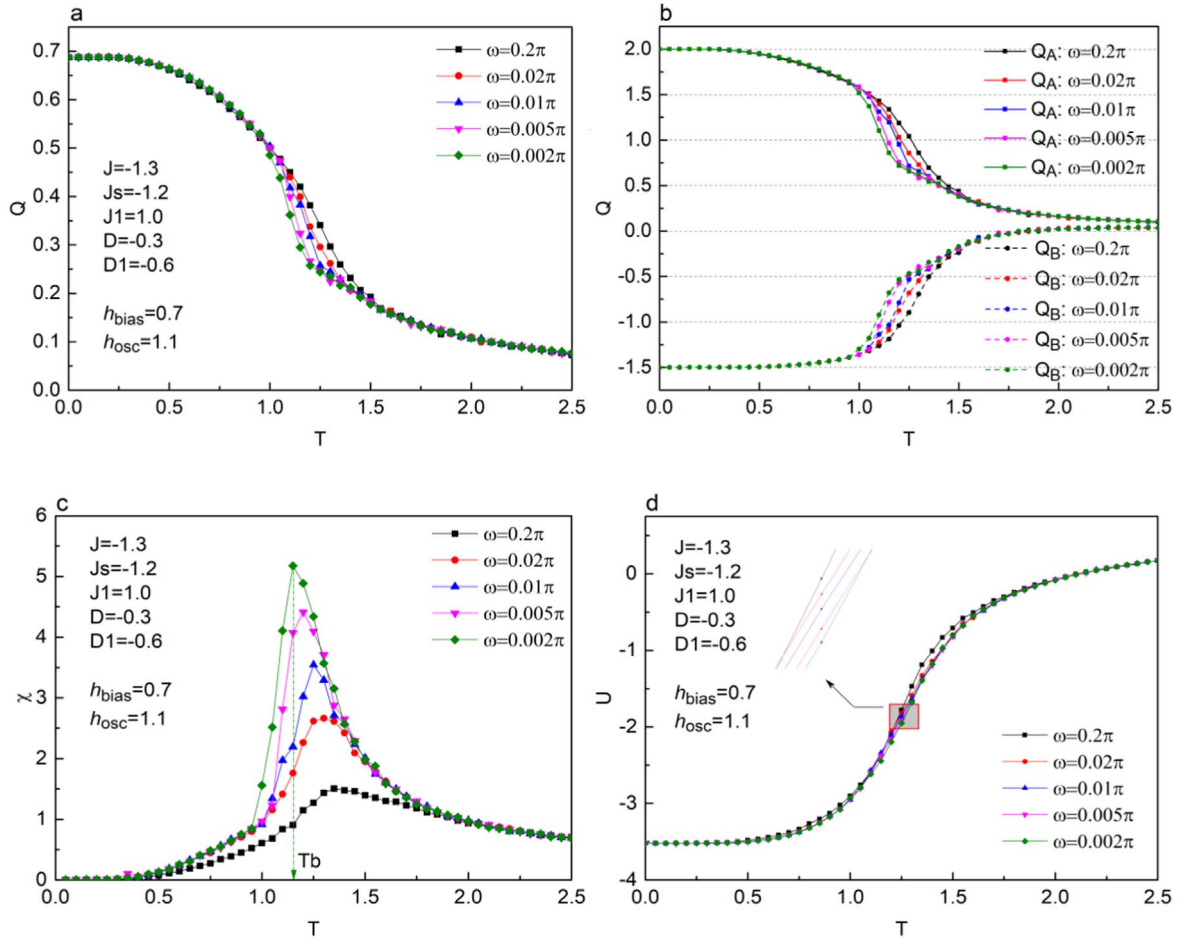 a
Q
0.7
0.6
0.5
0.4
0.3
0.2
0.1
0.0
0.0 0.5 1.0 1.5 2.0 2.5
T
J=-1.3
Js=-1.2
J1=1.0
D=-0.3
D1=-0.6
hbias=0.7
hosc=1.1
ω=0.2π
ω=0.02π
ω=0.01π
ω=0.005π
ω=0.002π
b
Q
2.0
1.5
1.0
0.5
0.0
-0.5
-1.0
-1.5
0.0 0.5 1.0 1.5 2.0 2.5
T
QA: ω=0.2π
QA: ω=0.02π
QA: ω=0.01π
QA: ω=0.005π
QA: ω=0.002π
QB: ω=0.2π
QB: ω=0.02π
QB: ω=0.01π
QB: ω=0.005π
QB: ω=0.002π
c
χ
6
5
4
3
2
1
0
0.0 0.5 1.0 1.5 2.0 2.5
T
J=-1.3
Js=-1.2
J1=1.0
D=-0.3
D1=-0.6
hbias=0.7
hosc=1.1
ω=0.2π
ω=0.02π
ω=0.01π
ω=0.005π
ω=0.002π
Tb
d
U
0
-1
-2
-3
-4
0.0 0.5 1.0 1.5 2.0 2.5
T
J=-1.3
Js=-1.2
J1=1.0
D=-0.3
D1=-0.6
hbias=0.7
hosc=1.1
ω=0.2π
ω=0.02π
ω=0.01π
ω=0.005π
ω=0.002π